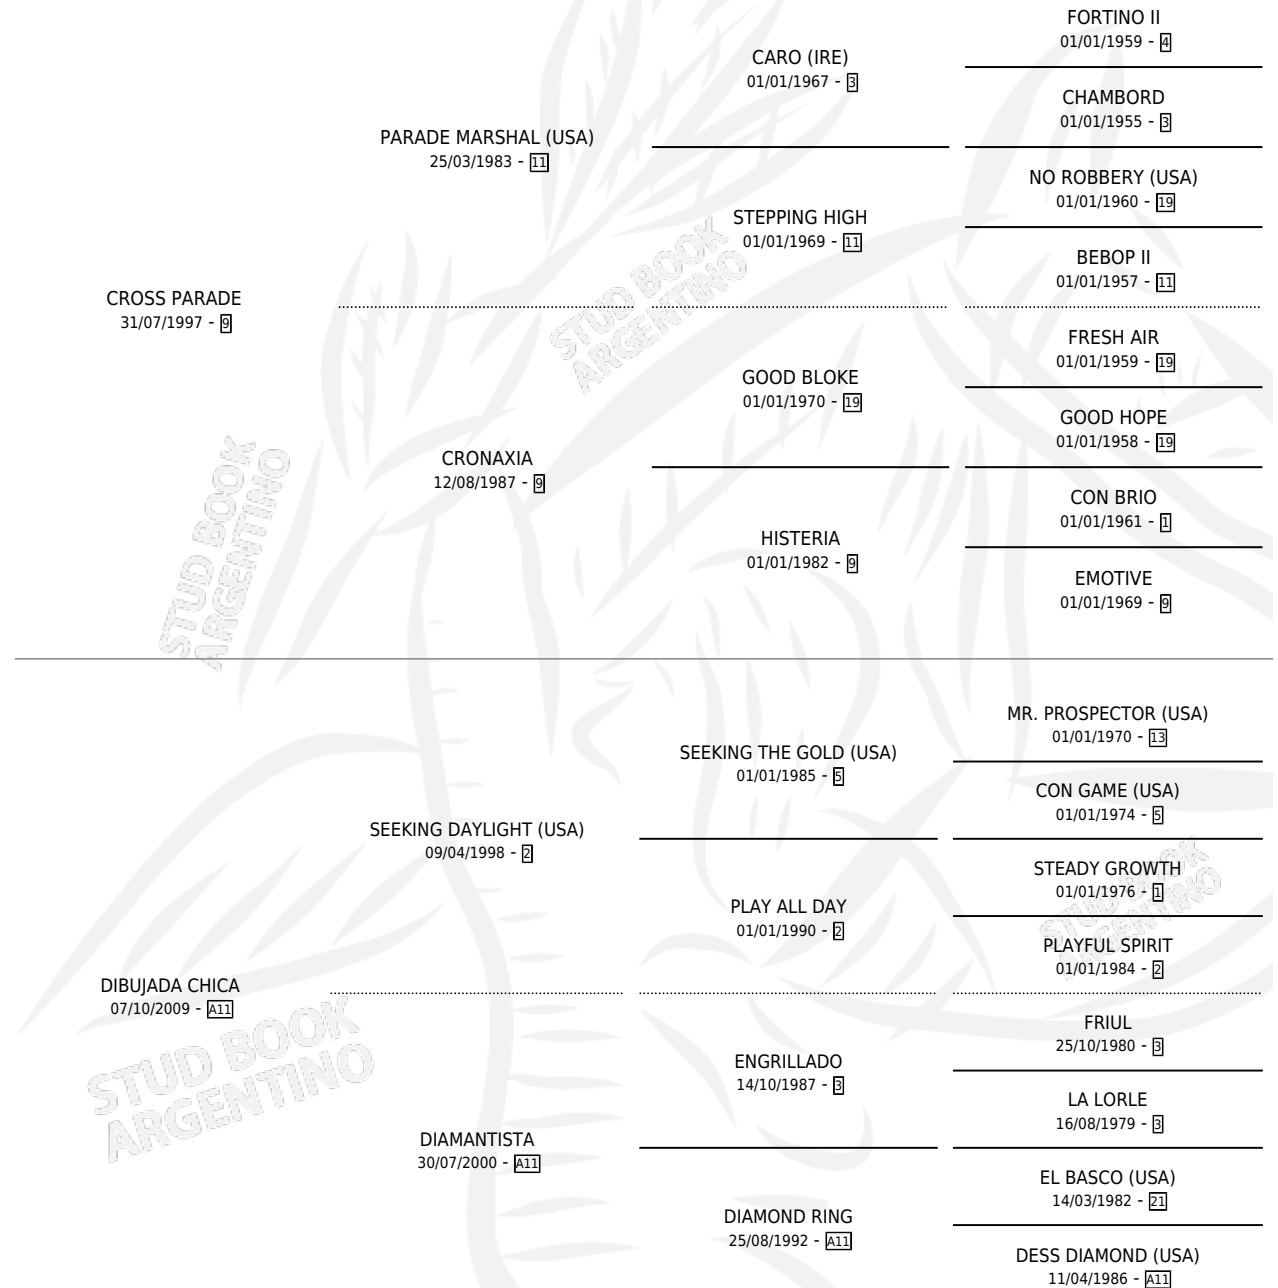 FORTINO II
01/01/1959 - 4
CARO (IRE)
01/01/1967 - 3
CHAMBORD
01/01/1955 - 3
PARADE MARSHAL (USA)
25/03/1983 - 11
NO ROBBERY (USA)
01/01/1960 - 19
STEPPING HIGH
01/01/1969 - 11
BEBOP II
01/01/1957 - 11
CROSS PARADE
31/07/1997 - 9
STUD BOOK
ARGENTINO
FRESH AIR
01/01/1959 - 19
GOOD BLOKE
01/01/1970 - 19
GOOD HOPE
01/01/1958 - 19
CRONAXIA
12/08/1987 - 9
CON BRIO
01/01/1961 - 1
HISTERIA
01/01/1982 - 9
EMOTIVE
01/01/1969 - 9
STUD BOOK
ARGENTINO
MR. PROSPECTOR (USA)
01/01/1970 - 13
SEEKING THE GOLD (USA)
01/01/1985 - 5
CON GAME (USA)
01/01/1974 - 5
SEEKING DAYLIGHT (USA)
09/04/1998 - 2
STEADY GROWTH
01/01/1976 - 1
PLAY ALL DAY
01/01/1990 - 2
STUD BOOK
ARGENTINO
PLAYFUL SPIRIT
01/01/1984 - 2
DIBUJADA CHICA
07/10/2009 - A11
STUD BOOK
ARGENTINO
FRIUL
25/10/1980 - 3
ENGRILLADO
14/10/1987 - 3
LA LORLE
16/08/1979 - 3
DIAMANTISTA
30/07/2000 - A11
EL BASCO (USA)
14/03/1982 - 21
DIAMOND RING
25/08/1992 - A11
DESS DIAMOND (USA)
11/04/1986 - A11